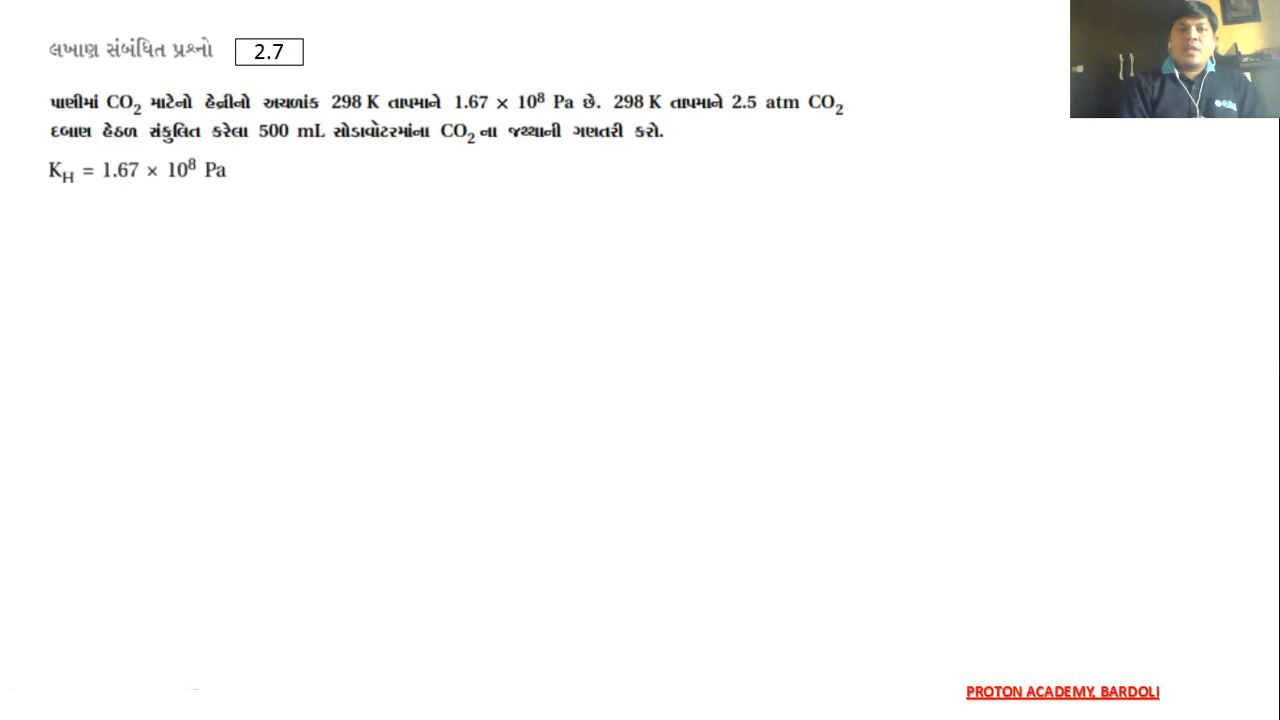 લખાણ સંબંધિત પ્રશ્નો 2.7
પાણીમાં CO₂ માટેનો હેન્રીનો અચળાંક 298 K તાપમાને 1.67 × 10⁸ Pa છે. 298 K તાપમાને 2.5 atm CO₂
દબાણ હેઠળ સંકુલિત કરેલા 500 mL સોડાવૉટરમાંના CO₂ ના જથ્થાની ગણતરી કરો.
K_H = 1.67 × 10⁸ Pa
PROTON ACADEMY, BARDOLI